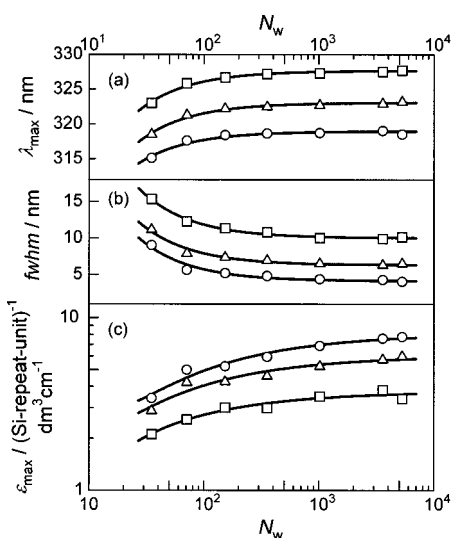 N_w
10^1 10^2 10^3 10^4
330
(a)
325
320
315
λ_max / nm
(b)
15
10
5
fwhm / nm
10
(c)
1
ε_max / (Si-repeat-unit)^-1
dm^3 cm^-1
10 10^2 10^3 10^4
N_w